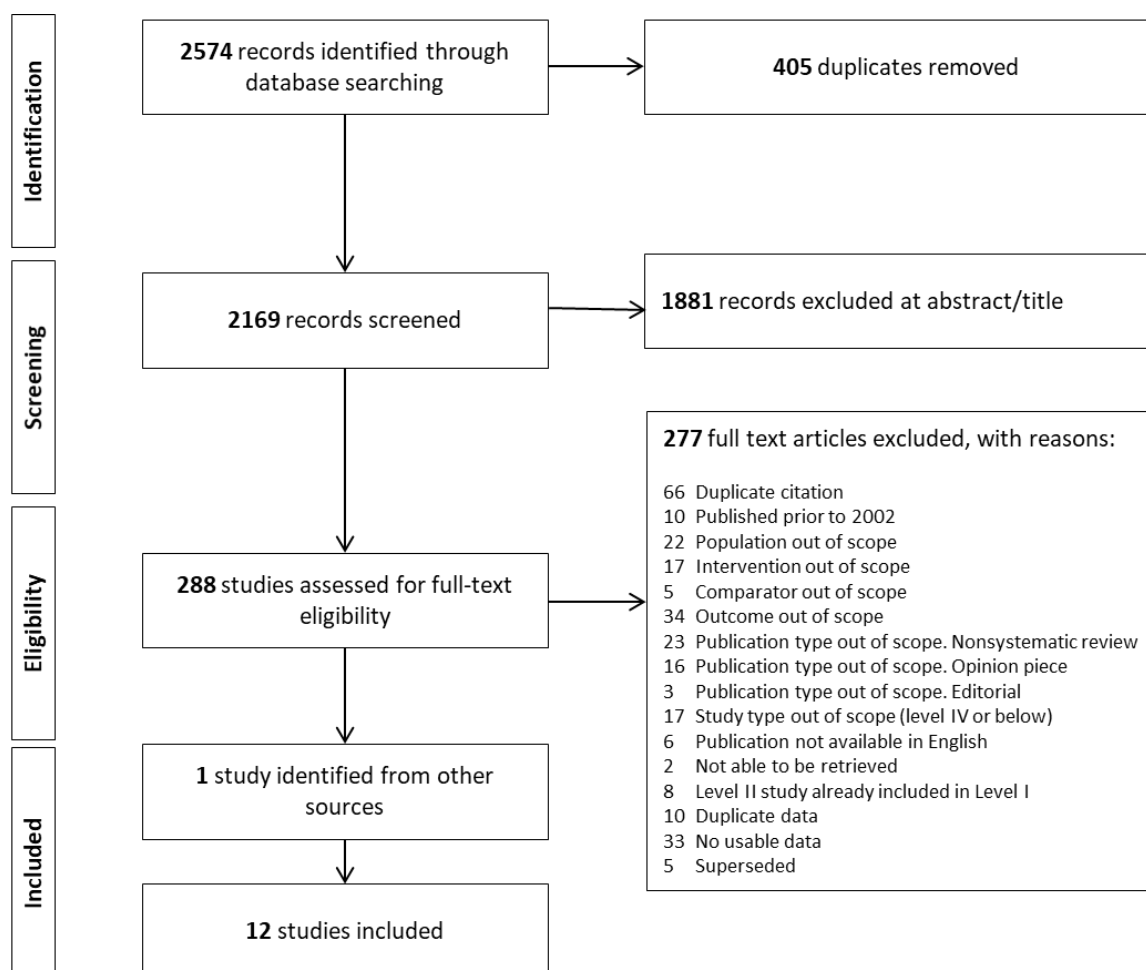 Identification
2574 records identified through
database searching
405 duplicates removed
Screening
2169 records screened
1881 records excluded at abstract/title
Eligibility
288 studies assessed for full-text
eligibility
277 full text articles excluded, with reasons:
66 Duplicate citation
10 Published prior to 2002
22 Population out of scope
17 Intervention out of scope
5 Comparator out of scope
34 Outcome out of scope
23 Publication type out of scope. Nonsystematic review
16 Publication type out of scope. Opinion piece
3 Publication type out of scope. Editorial
17 Study type out of scope (level IV or below)
6 Publication not available in English
2 Not able to be retrieved
8 Level II study already included in Level I
10 Duplicate data
33 No usable data
5 Superseded
Included
1 study identified from other
sources
12 studies included